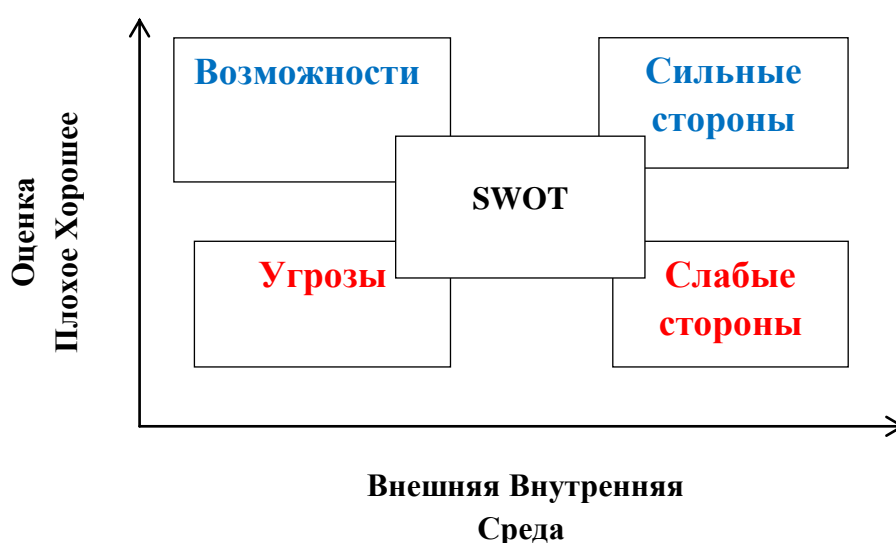 Возможности
Сильные
стороны
SWOT
Угрозы
Слабые
стороны
Оценка
Плохое Хорошее
Внешняя Внутренняя
Среда